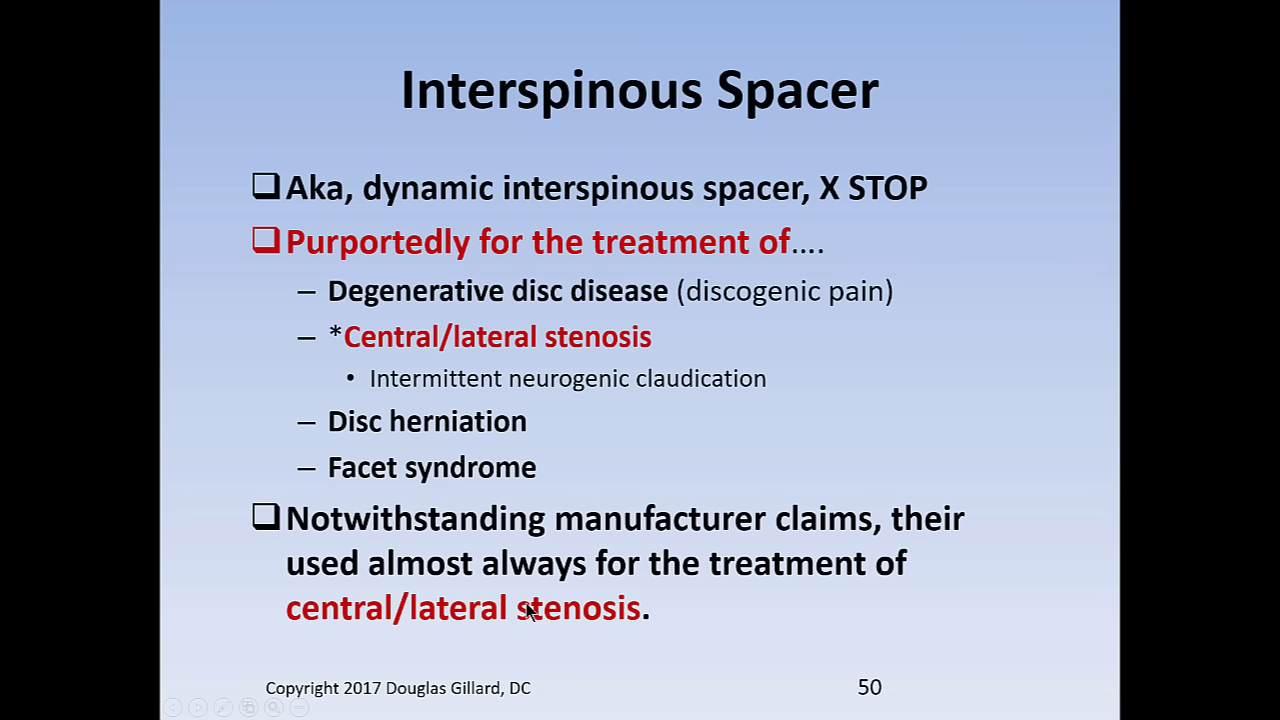 Interspinous Spacer
❑Aka, dynamic interspinous spacer, X STOP
❑Purportedly for the treatment of....
– Degenerative disc disease (discogenic pain)
– *Central/lateral stenosis
• Intermittent neurogenic claudication
– Disc herniation
– Facet syndrome
❑Notwithstanding manufacturer claims, their
used almost always for the treatment of
central/lateral stenosis.
Copyright 2017 Douglas Gillard, DC
50